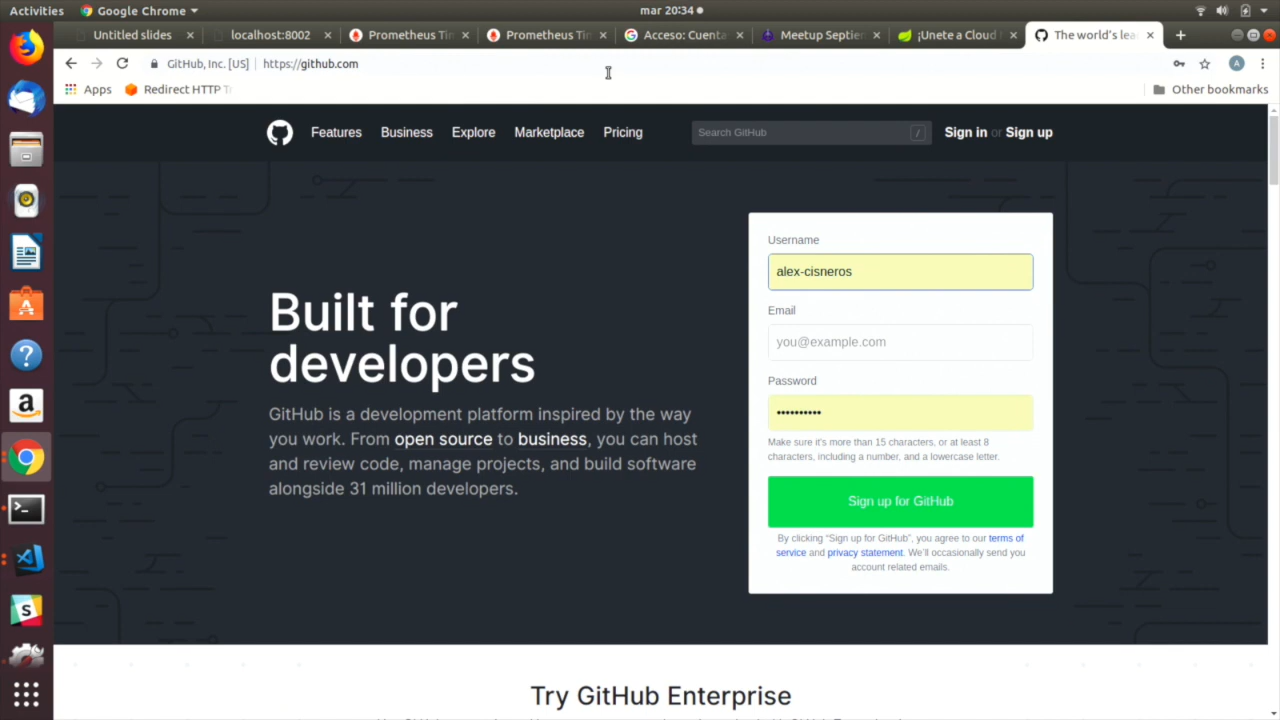 Activities Google Chrome mar 20:34
Untitled slides localhost:8002 Prometheus Ti Prometheus Ti Acceso: Cuenta Meetup Septien ¡Unete a Cloud The world's lea
GitHub, Inc. [US] https://github.com
Apps Redirect HTTP Other bookmarks
Features Business Explore Marketplace Pricing Search GitHub / Sign in or Sign up
Username
alex-cisneros
Email
you@example.com
Password
••••••••••
Make sure it's more than 15 characters, or at least 8
characters, including a number, and a lowercase letter.
Sign up for GitHub
By clicking “Sign up for GitHub”, you agree to our terms of
service and privacy statement. We'll occasionally send you
account related emails.
Built for
developers
GitHub is a development platform inspired by the way
you work. From open source to business, you can host
and review code, manage projects, and build software
alongside 31 million developers.
Try GitHub Enterprise